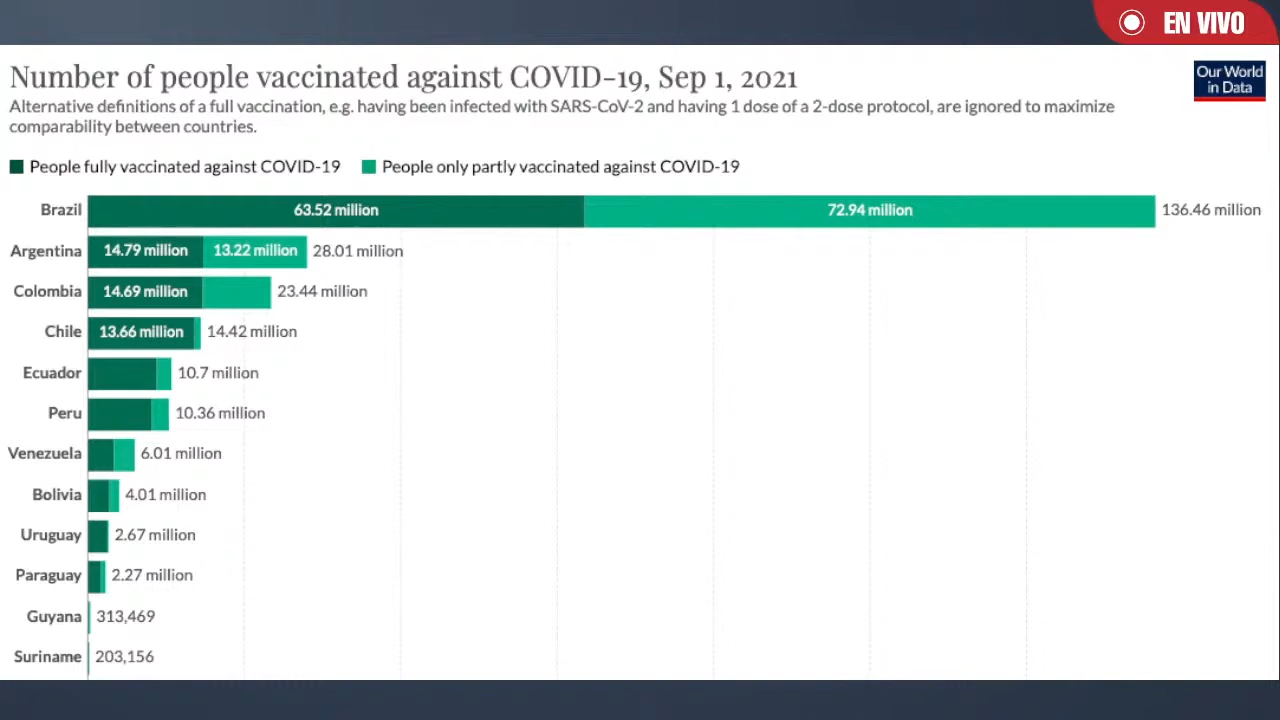 EN VIVO
Number of people vaccinated against COVID-19, Sep 1, 2021
Our World
in Data
Alternative definitions of a full vaccination, e.g. having been infected with SARS-CoV-2 and having 1 dose of a 2-dose protocol, are ignored to maximize
comparability between countries.
People fully vaccinated against COVID-19 People only partly vaccinated against COVID-19
Brazil 63.52 million 72.94 million 136.46 million
Argentina 14.79 million 13.22 million 28.01 million
Colombia 14.69 million 23.44 million
Chile 13.66 million 14.42 million
Ecuador 10.7 million
Peru 10.36 million
Venezuela 6.01 million
Bolivia 4.01 million
Uruguay 2.67 million
Paraguay 2.27 million
Guyana 313,469
Suriname 203,156